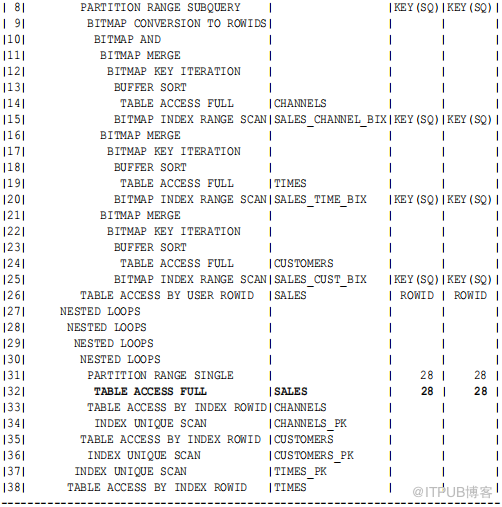 | 8|        PARTITION RANGE SUBQUERY     |                 |KEY(SQ)|KEY(SQ)|
| 9|         BITMAP CONVERSION TO ROWIDS|                 |       |       |
|10|          BITMAP AND                |                 |       |       |
|11|           BITMAP MERGE             |                 |       |       |
|12|            BITMAP KEY ITERATION    |                 |       |       |
|13|             BUFFER SORT            |                 |       |       |
|14|              TABLE ACCESS FULL     |CHANNELS         |       |       |
|15|             BITMAP INDEX RANGE SCAN|SALES_CHANNEL_BIX|KEY(SQ)|KEY(SQ)|
|16|           BITMAP MERGE             |                 |       |       |
|17|            BITMAP KEY ITERATION    |                 |       |       |
|18|             BUFFER SORT            |                 |       |       |
|19|              TABLE ACCESS FULL     |TIMES            |       |       |
|20|             BITMAP INDEX RANGE SCAN|SALES_TIME_BIX   |KEY(SQ)|KEY(SQ)|
|21|           BITMAP MERGE             |                 |       |       |
|22|            BITMAP KEY ITERATION    |                 |       |       |
|23|             BUFFER SORT            |                 |       |       |
|24|              TABLE ACCESS FULL     |CUSTOMERS        |       |       |
|25|             BITMAP INDEX RANGE SCAN|SALES_CUST_BIX   |KEY(SQ)|KEY(SQ)|
|26|        TABLE ACCESS BY USER ROWID  |SALES            | ROWID | ROWID |
|27|     NESTED LOOPS                   |                 |       |       |
|28|      NESTED LOOPS                  |                 |       |       |
|29|       NESTED LOOPS                 |                 |       |       |
|30|        NESTED LOOPS                |                 |       |       |
|31|         PARTITION RANGE SINGLE     |                 |    28 |    28 |
|32|          TABLE ACCESS FULL         |SALES            |    28 |    28 |
|33|         TABLE ACCESS BY INDEX ROWID|CHANNELS         |       |       |
|34|          INDEX UNIQUE SCAN         |CHANNELS_PK      |       |       |
|35|        TABLE ACCESS BY INDEX ROWID |CUSTOMERS        |       |       |
|36|         INDEX UNIQUE SCAN          |CUSTOMERS_PK     |       |       |
|37|       INDEX UNIQUE SCAN            |TIMES_PK         |       |       |
|38|      TABLE ACCESS BY INDEX ROWID   |TIMES            |       |       |
@ITPUB博客